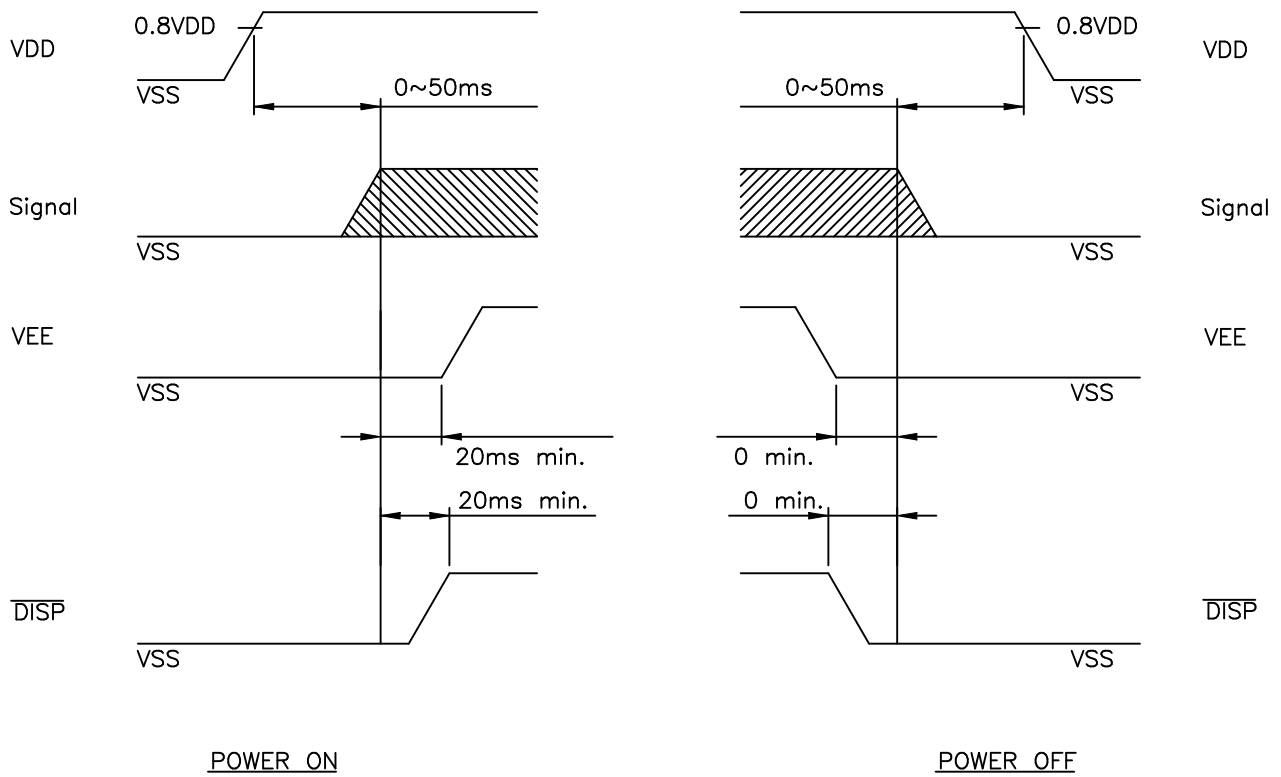 0.8VDD
0.8VDD
VDD
VDD
VSS
0~50ms
0~50ms
VSS
Signal
Signal
VSS
VSS
VEE
VEE
VSS
VSS
20ms min.
0 min.
20ms min.
0 min.
DISP
DISP
VSS
VSS
POWER ON
POWER OFF